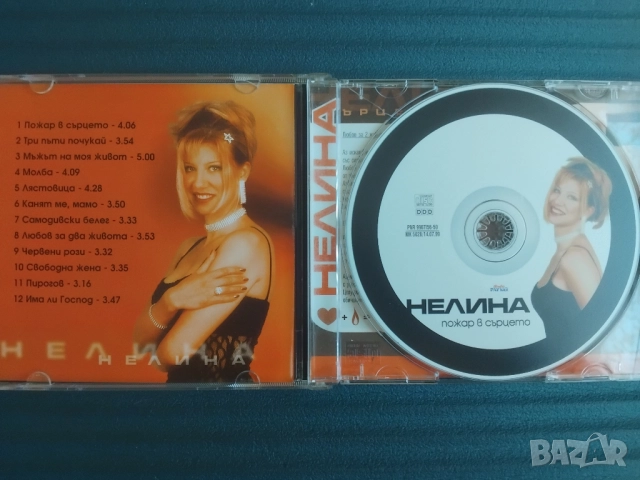 1 Пожар в сърцето - 4.06
2 Три пъти почукай - 3.54
3 Мъжът на моя живот - 5.00
4 Молба - 4.09
5 Лястовица - 4.28
6 Канят ме, мамо - 3.50
7 Самодивски белег - 3.33
8 Любов за два живота - 3.53
9 Червени рози - 3.32
10 Свободна жена - 3.35
11 Пирогов - 3.16
12 Има ли Господ - 3.47
НЕЛИНА
НЕЛИНА
НЕЛИНА
DDD
НЕЛИНА
пожар в сърцето
BAZAR